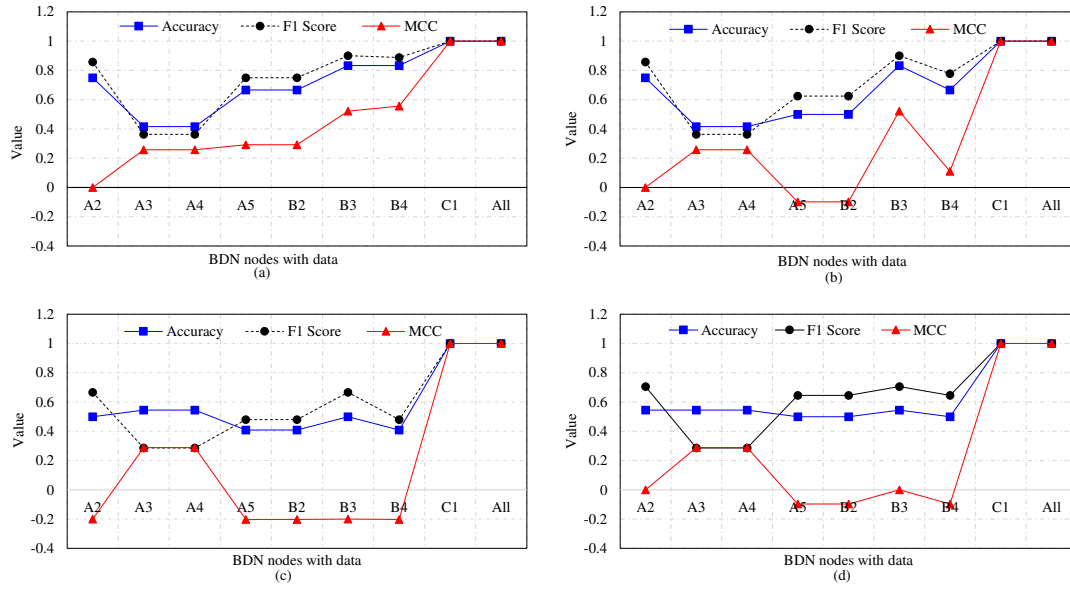 1.2
1
0.8
0.6
0.4
0.2
0
-0.2
-0.4
Value
Accuracy F1 Score MCC
A2 A3 A4 A5 B2 B3 B4 C1 All
BDN nodes with data
(a)
1.2
1
0.8
0.6
0.4
0.2
0
-0.2
-0.4
Value
Accuracy F1 Score MCC
A2 A3 A4 A5 B2 B3 B4 C1 All
BDN nodes with data
(b)
1.2
1
0.8
0.6
0.4
0.2
0
-0.2
-0.4
Value
Accuracy F1 Score MCC
A2 A3 A4 A5 B2 B3 B4 C1 All
BDN nodes with data
(c)
1.2
1
0.8
0.6
0.4
0.2
0
-0.2
-0.4
Value
Accuracy F1 Score MCC
A2 A3 A4 A5 B2 B3 B4 C1 All
BDN nodes with data
(d)